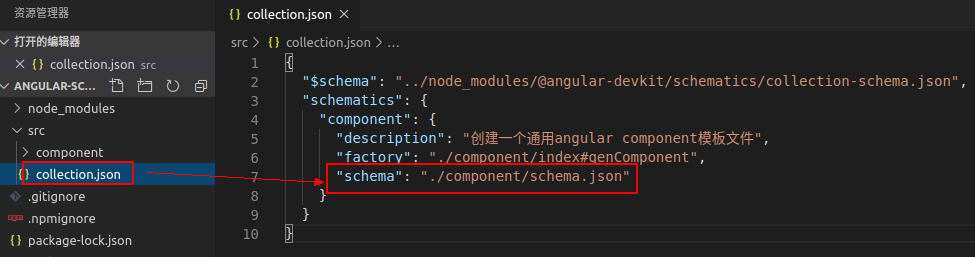 资源管理器
打开的编辑器
collection.json src
ANGULAR-SC...
node_modules
src
component
{} collection.json
.gitignore
.npmignore
{} package-lock.json
{} collection.json ×
src > {} collection.json > ...
1 {
2 "$schema": "../node_modules/@angular-devkit/schematics/collection-schema.json",
3 "schematics": {
4 "component": {
5 "description": "创建一个通用angular component模板文件",
6 "factory": "./component/index#genComponent",
7 "schema": "./component/schema.json"
8 }
9 }
10 }